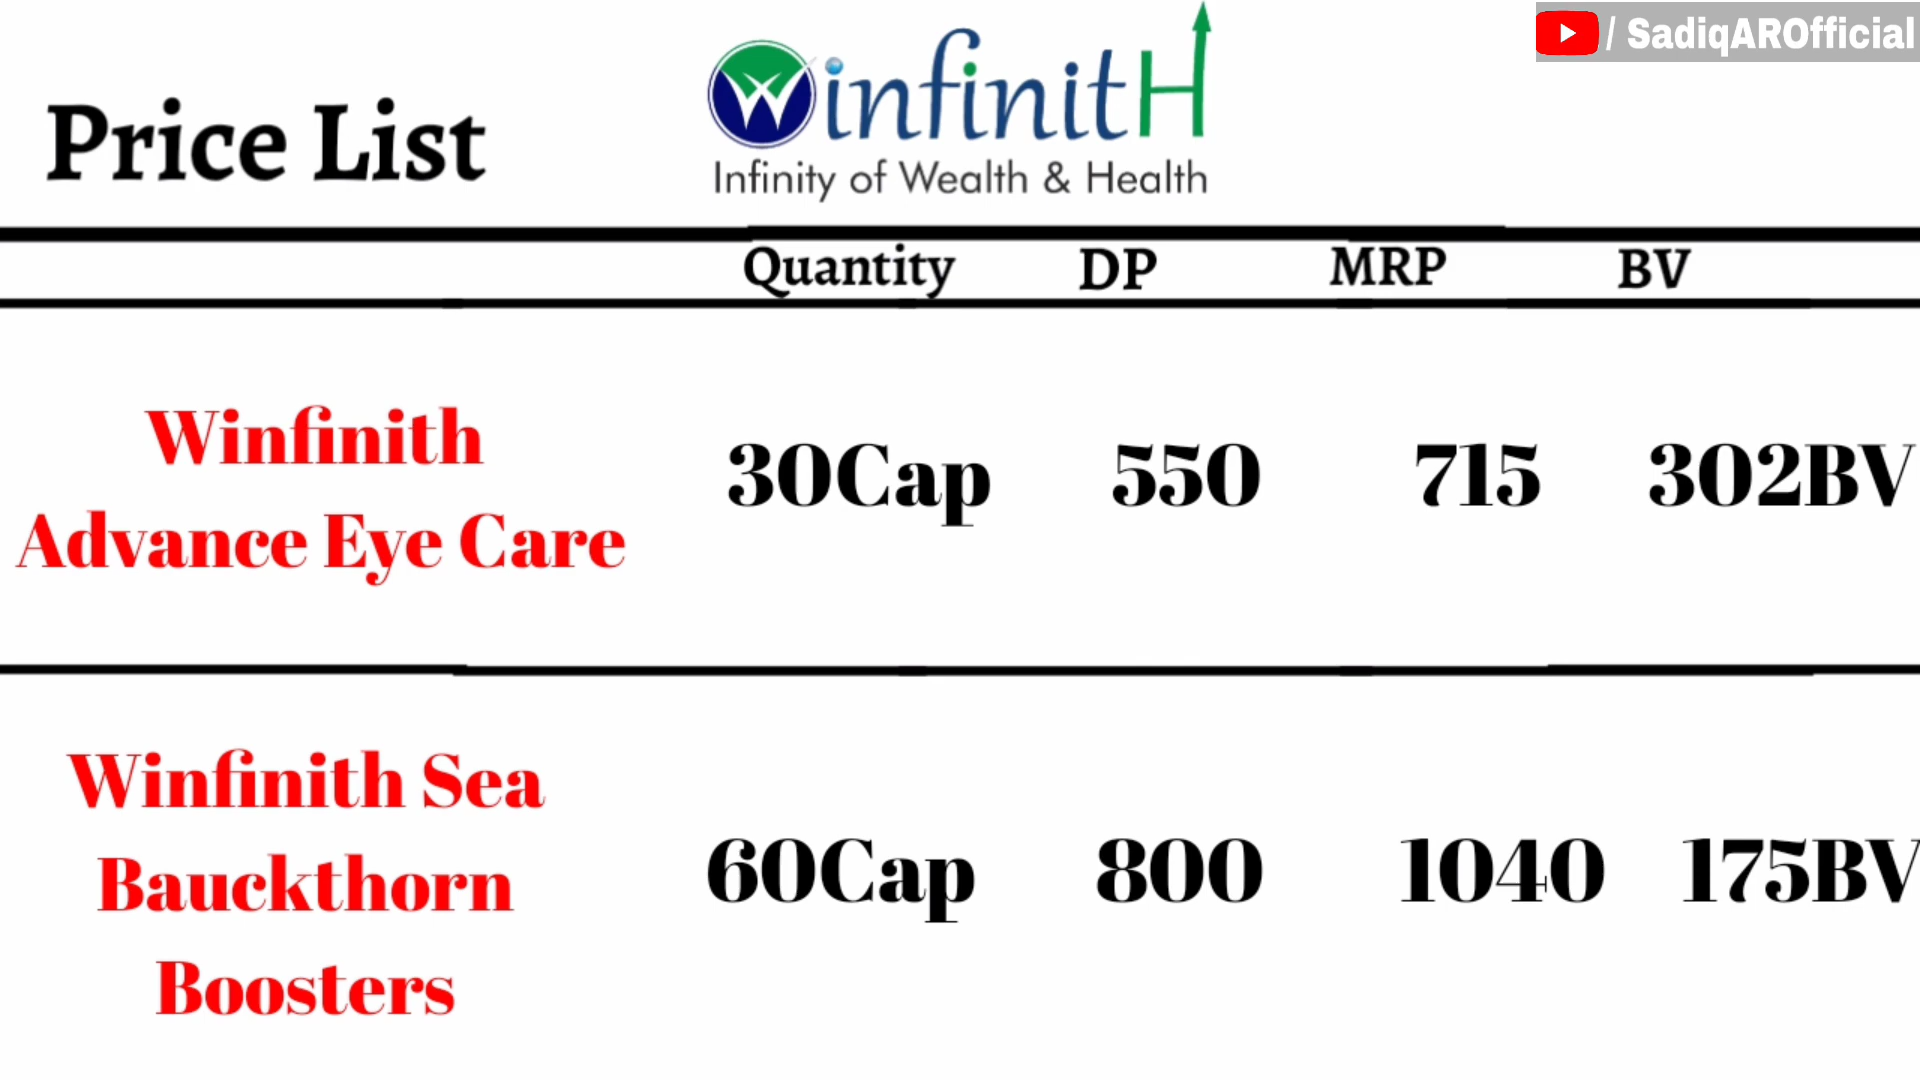 / SadiqAROfficial
WinfinitH
Price List
Infinity of Wealth & Health
Quantity DP MRP BV
Winfinith
Advance Eye Care
30Cap 550 715 302BV
Winfinith Sea
Bauckthorn
Boosters
60Cap 800 1040 175BV